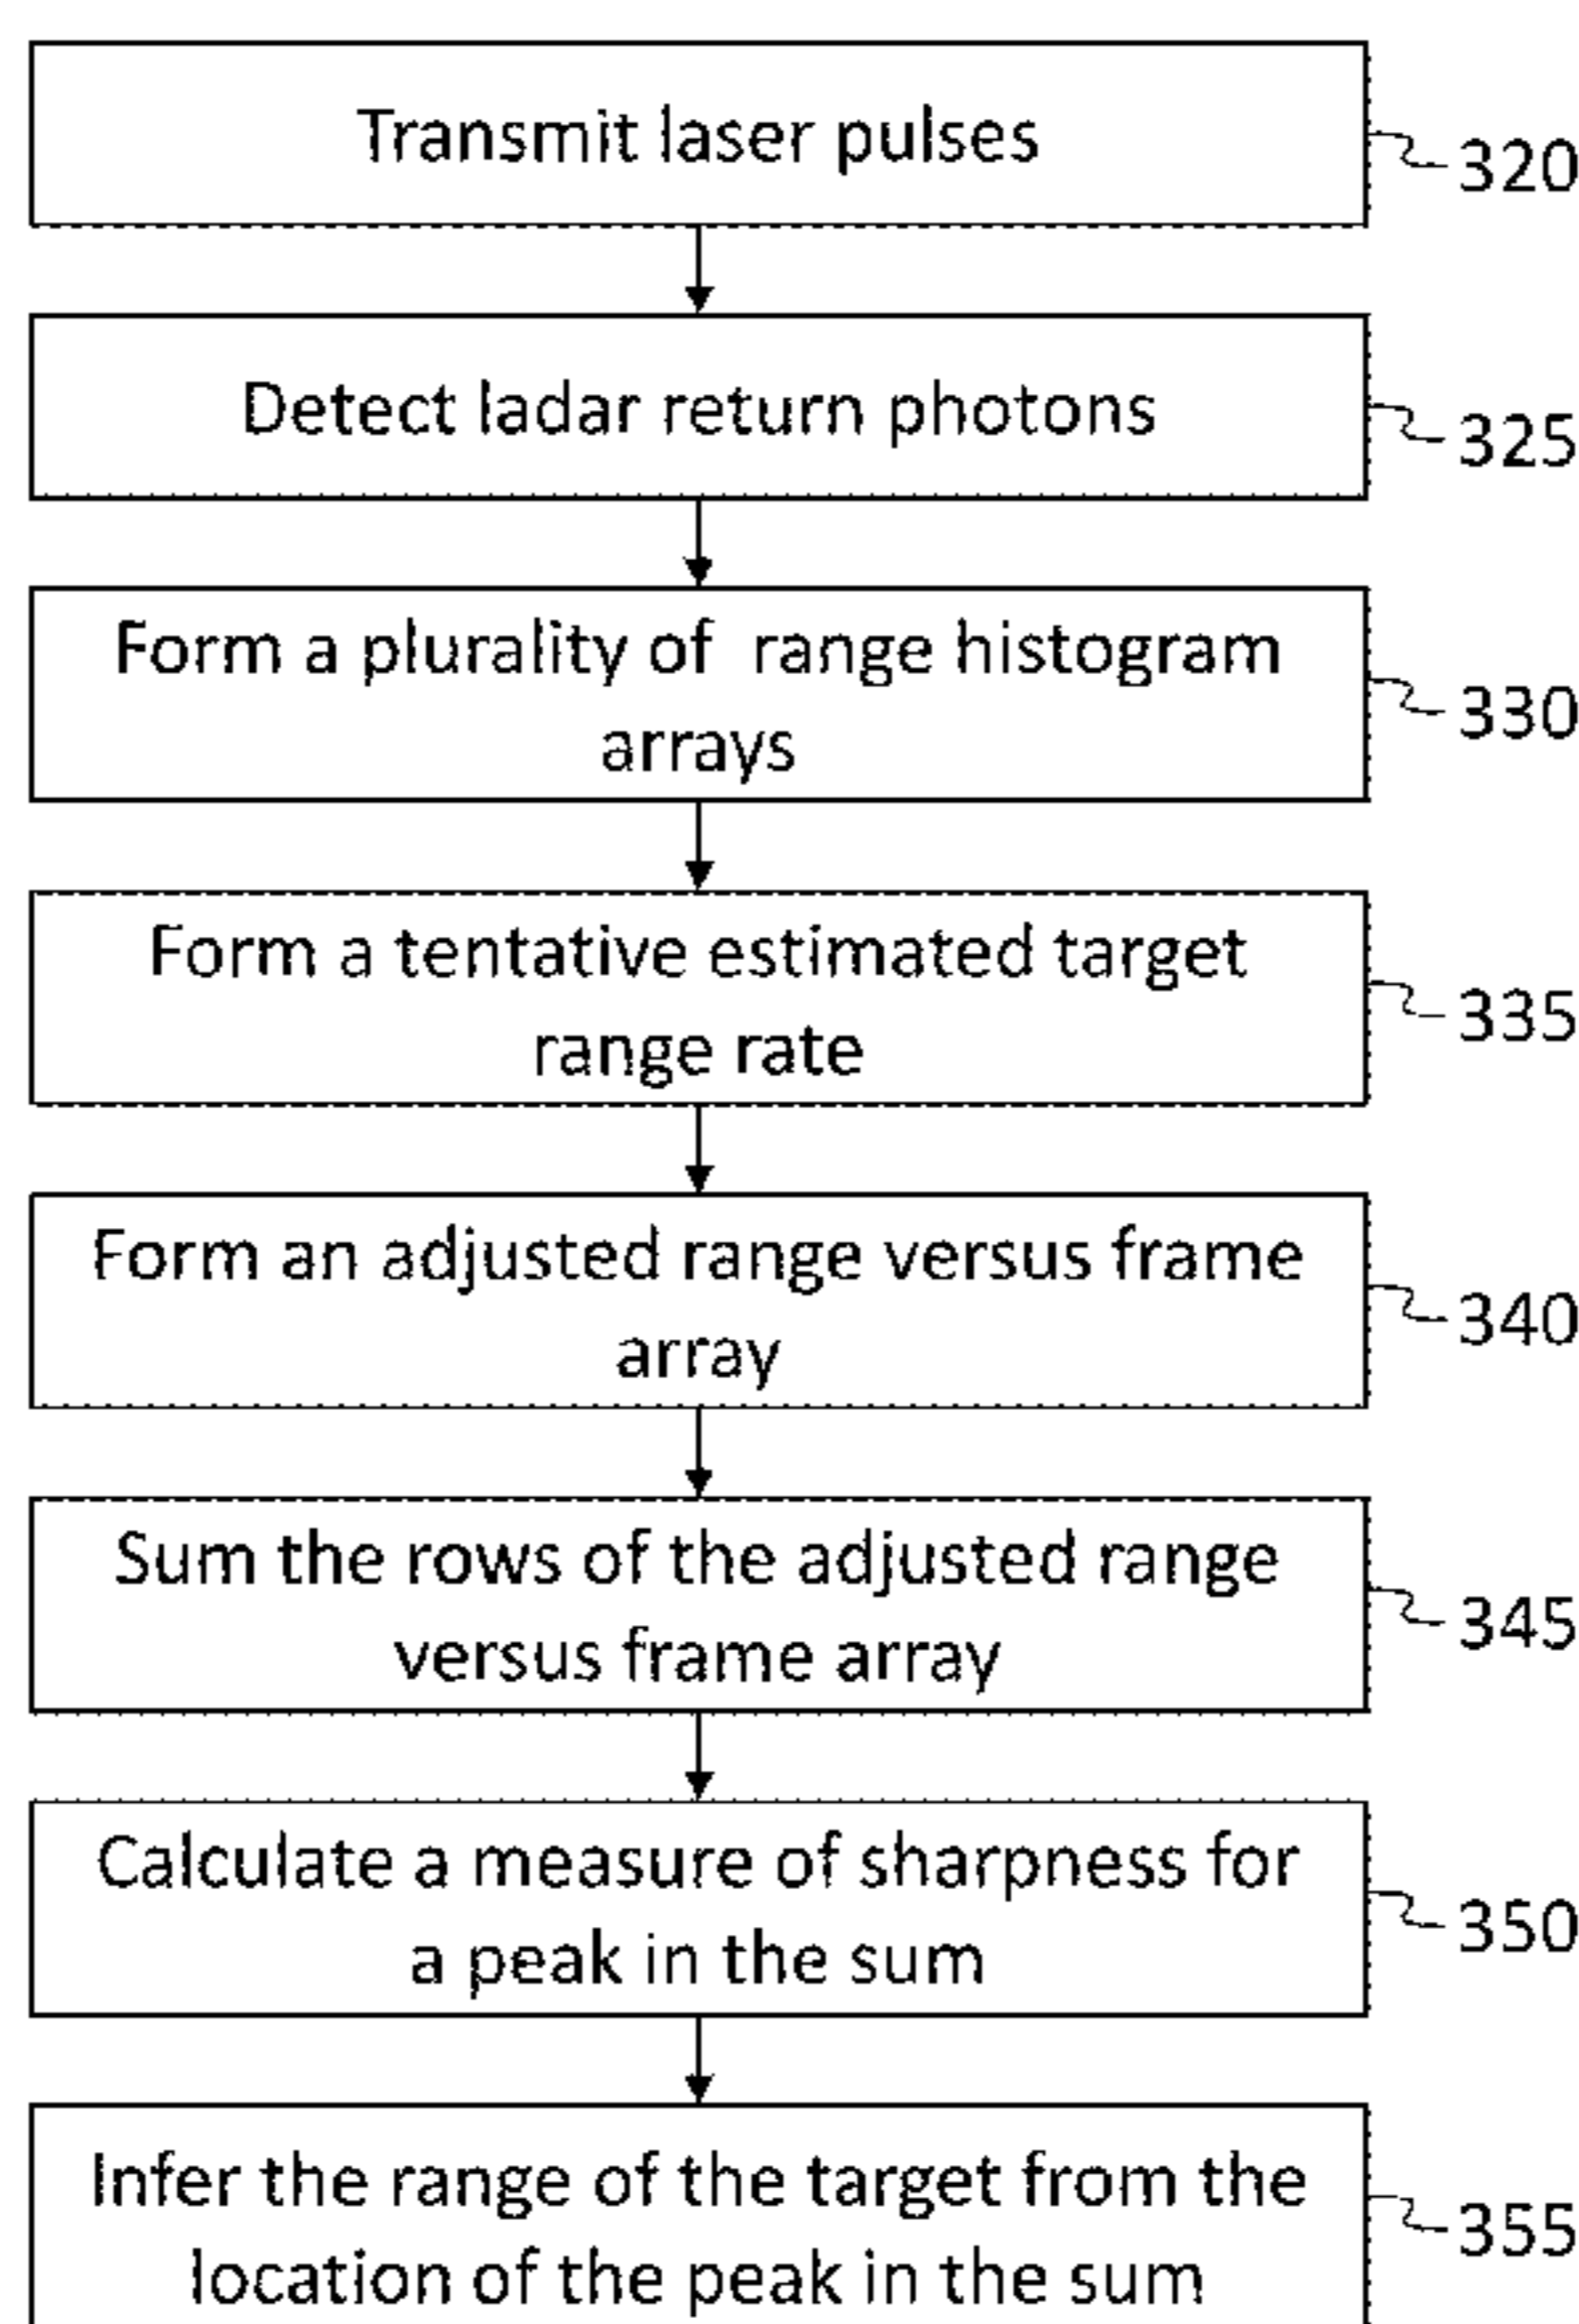 Transmit laser pulses
320
Detect ladar return photons
325
Form a plurality of range histogram
arrays
330
Form a tentative estimated target
range rate
335
Form an adjusted range versus frame
array
340
Sum the rows of the adjusted range
versus frame array
345
Calculate a measure of sharpness for
a peak in the sum
350
Infer the range of the target from the
location of the peak in the sum
355